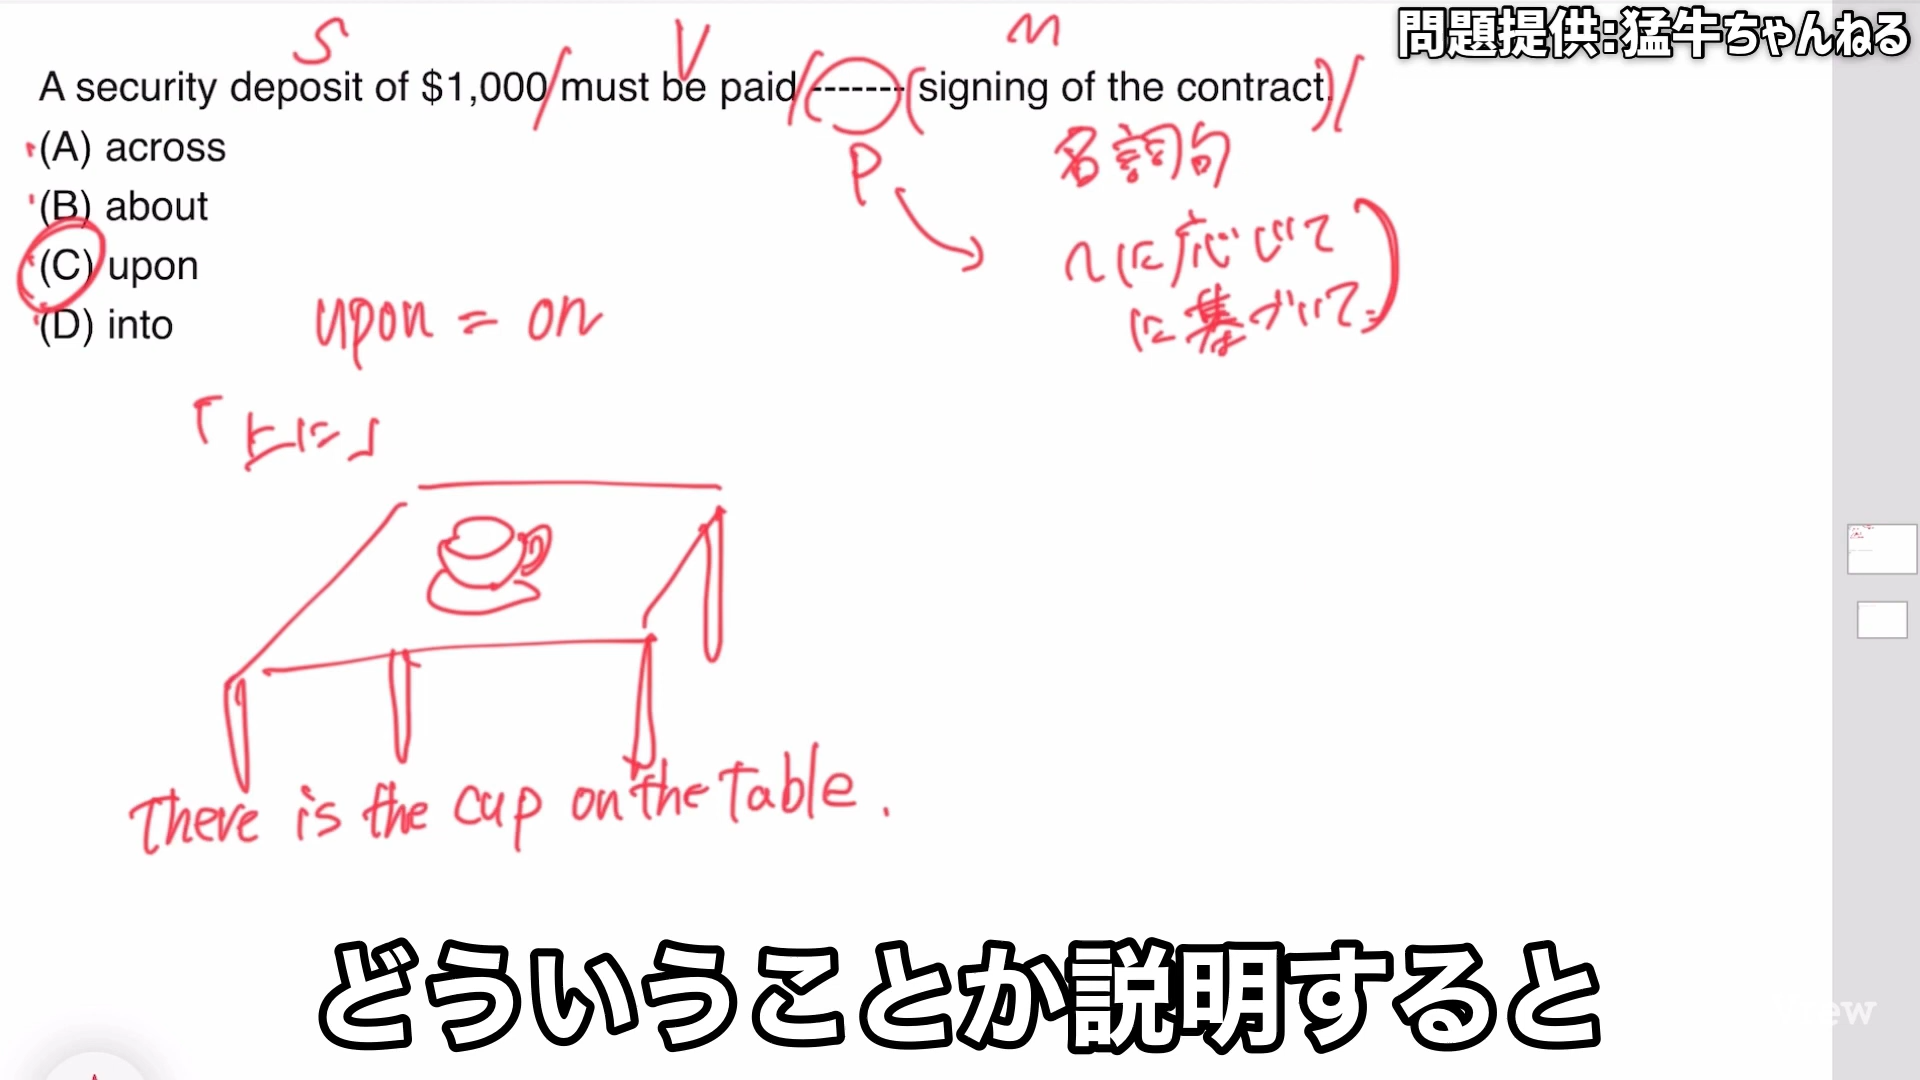 問題提供:猛牛ちゃんねる
S V M
A security deposit of $1,000 must be paid ------- signing of the contract.
(A) across
P 名詞句
(B) about
〜に応じて
(C) upon
に基づいて
(D) into
upon = on
「上に」
There is the cup on the Table.
どういうことか説明すると